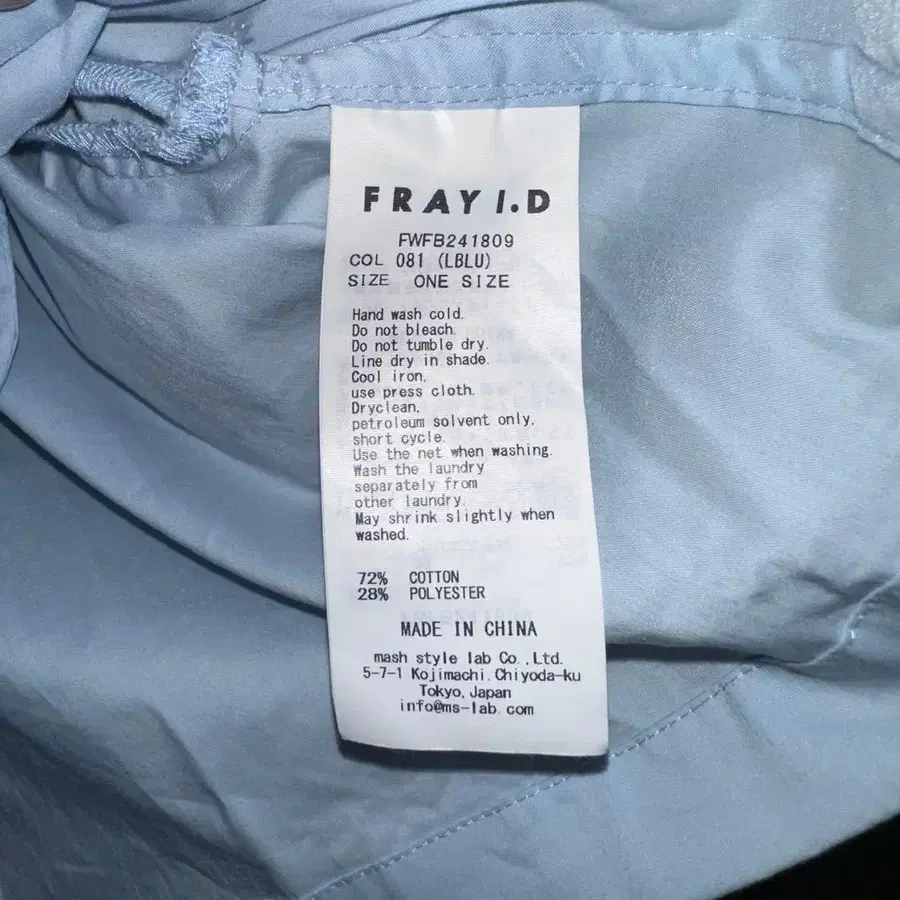 FRAY I.D
FWFB241809
COL 081 (LBLU)
SIZE ONE SIZE
Hand wash cold.
Do not bleach.
Do not tumble dry.
Line dry in shade.
Cool iron,
use press cloth.
Dryclean,
petroleum solvent only,
short cycle.
Use the net when washing.
Wash the laundry
separately from
other laundry.
May shrink slightly when
washed.
72% COTTON
28% POLYESTER
MADE IN CHINA
mash style lab Co.,Ltd.
5-7-1 Kojimachi, Chiyoda-ku
Tokyo, Japan
info@ms-lab.com